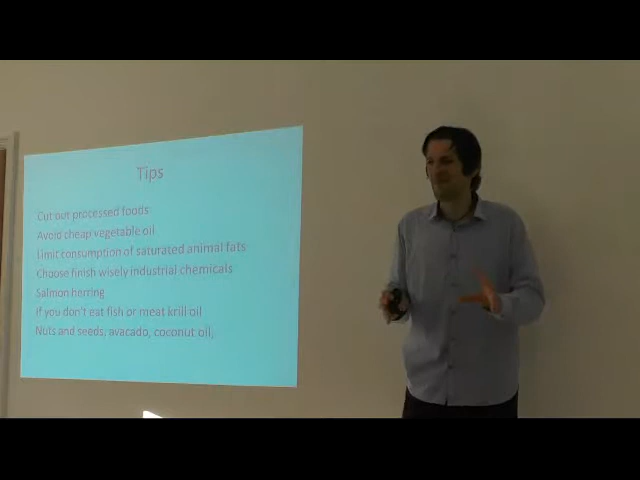 Tips
Cut out processed foods
Avoid cheap vegetable oil
Limit consumption of saturated animal fats
Choose finish wisely industrial chemicals
Salmon herring
If you don't eat fish or meat krill oil
Nuts and seeds, avacado, coconut oil,